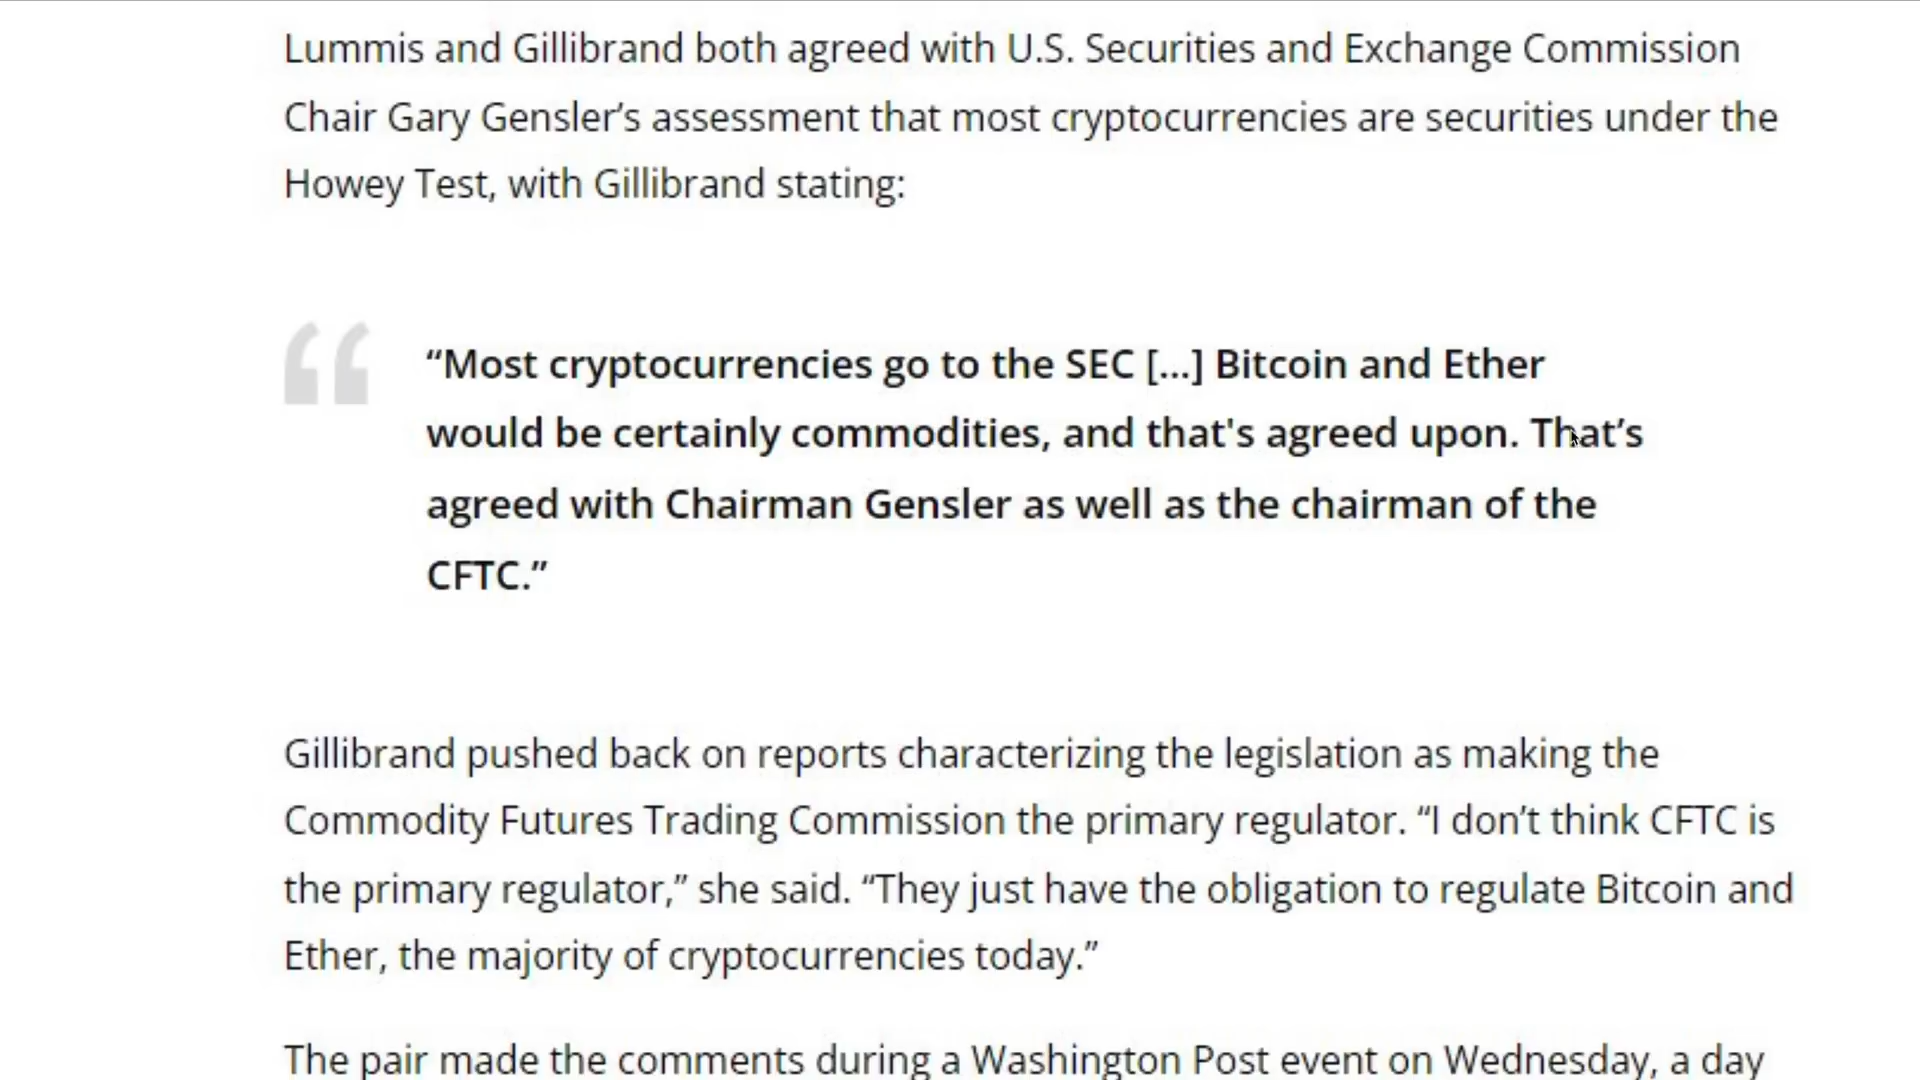 Lummis and Gillibrand both agreed with U.S. Securities and Exchange Commission
Chair Gary Gensler’s assessment that most cryptocurrencies are securities under the
Howey Test, with Gillibrand stating:
“Most cryptocurrencies go to the SEC [...] Bitcoin and Ether
would be certainly commodities, and that's agreed upon. That’s
agreed with Chairman Gensler as well as the chairman of the
CFTC.”
Gillibrand pushed back on reports characterizing the legislation as making the
Commodity Futures Trading Commission the primary regulator. “I don’t think CFTC is
the primary regulator,” she said. “They just have the obligation to regulate Bitcoin and
Ether, the majority of cryptocurrencies today.”
The pair made the comments during a Washington Post event on Wednesday, a day